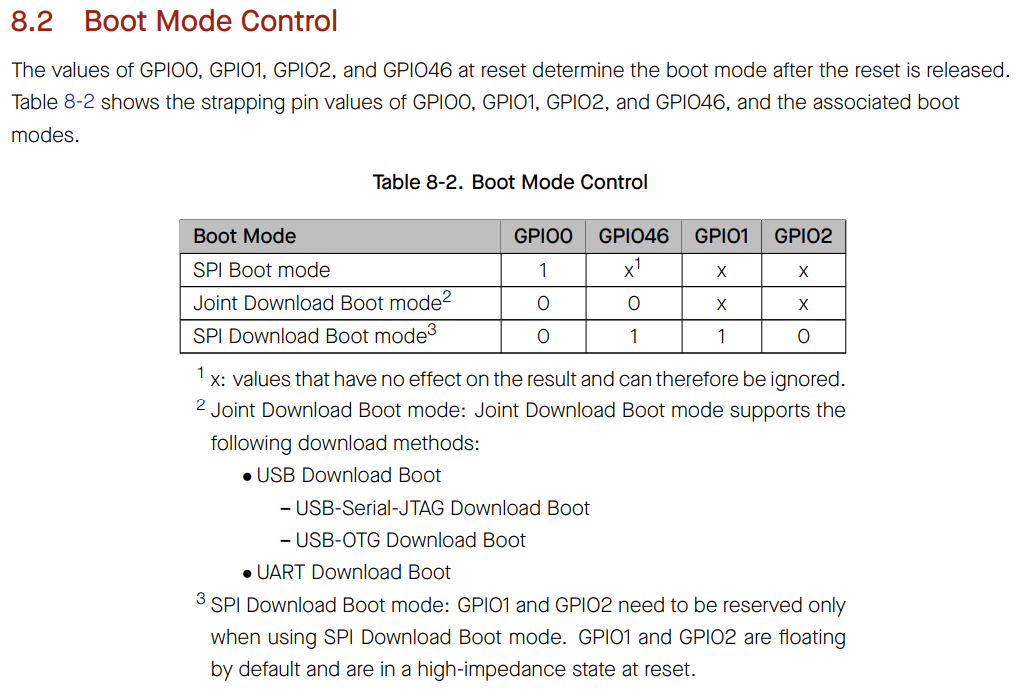 8.2 Boot Mode Control
The values of GPIO0, GPIO1, GPIO2, and GPIO46 at reset determine the boot mode after the reset is released.
Table 8-2 shows the strapping pin values of GPIO0, GPIO1, GPIO2, and GPIO46, and the associated boot
modes.
Table 8-2. Boot Mode Control
Boot Mode GPIO0 GPIO46 GPIO1 GPIO2
SPI Boot mode 1 x¹ x x
Joint Download Boot mode² 0 0 x x
SPI Download Boot mode³ 0 1 1 0
¹ x: values that have no effect on the result and can therefore be ignored.
² Joint Download Boot mode: Joint Download Boot mode supports the
following download methods:
• USB Download Boot
– USB-Serial-JTAG Download Boot
– USB-OTG Download Boot
• UART Download Boot
³ SPI Download Boot mode: GPIO1 and GPIO2 need to be reserved only
when using SPI Download Boot mode. GPIO1 and GPIO2 are floating
by default and are in a high-impedance state at reset.